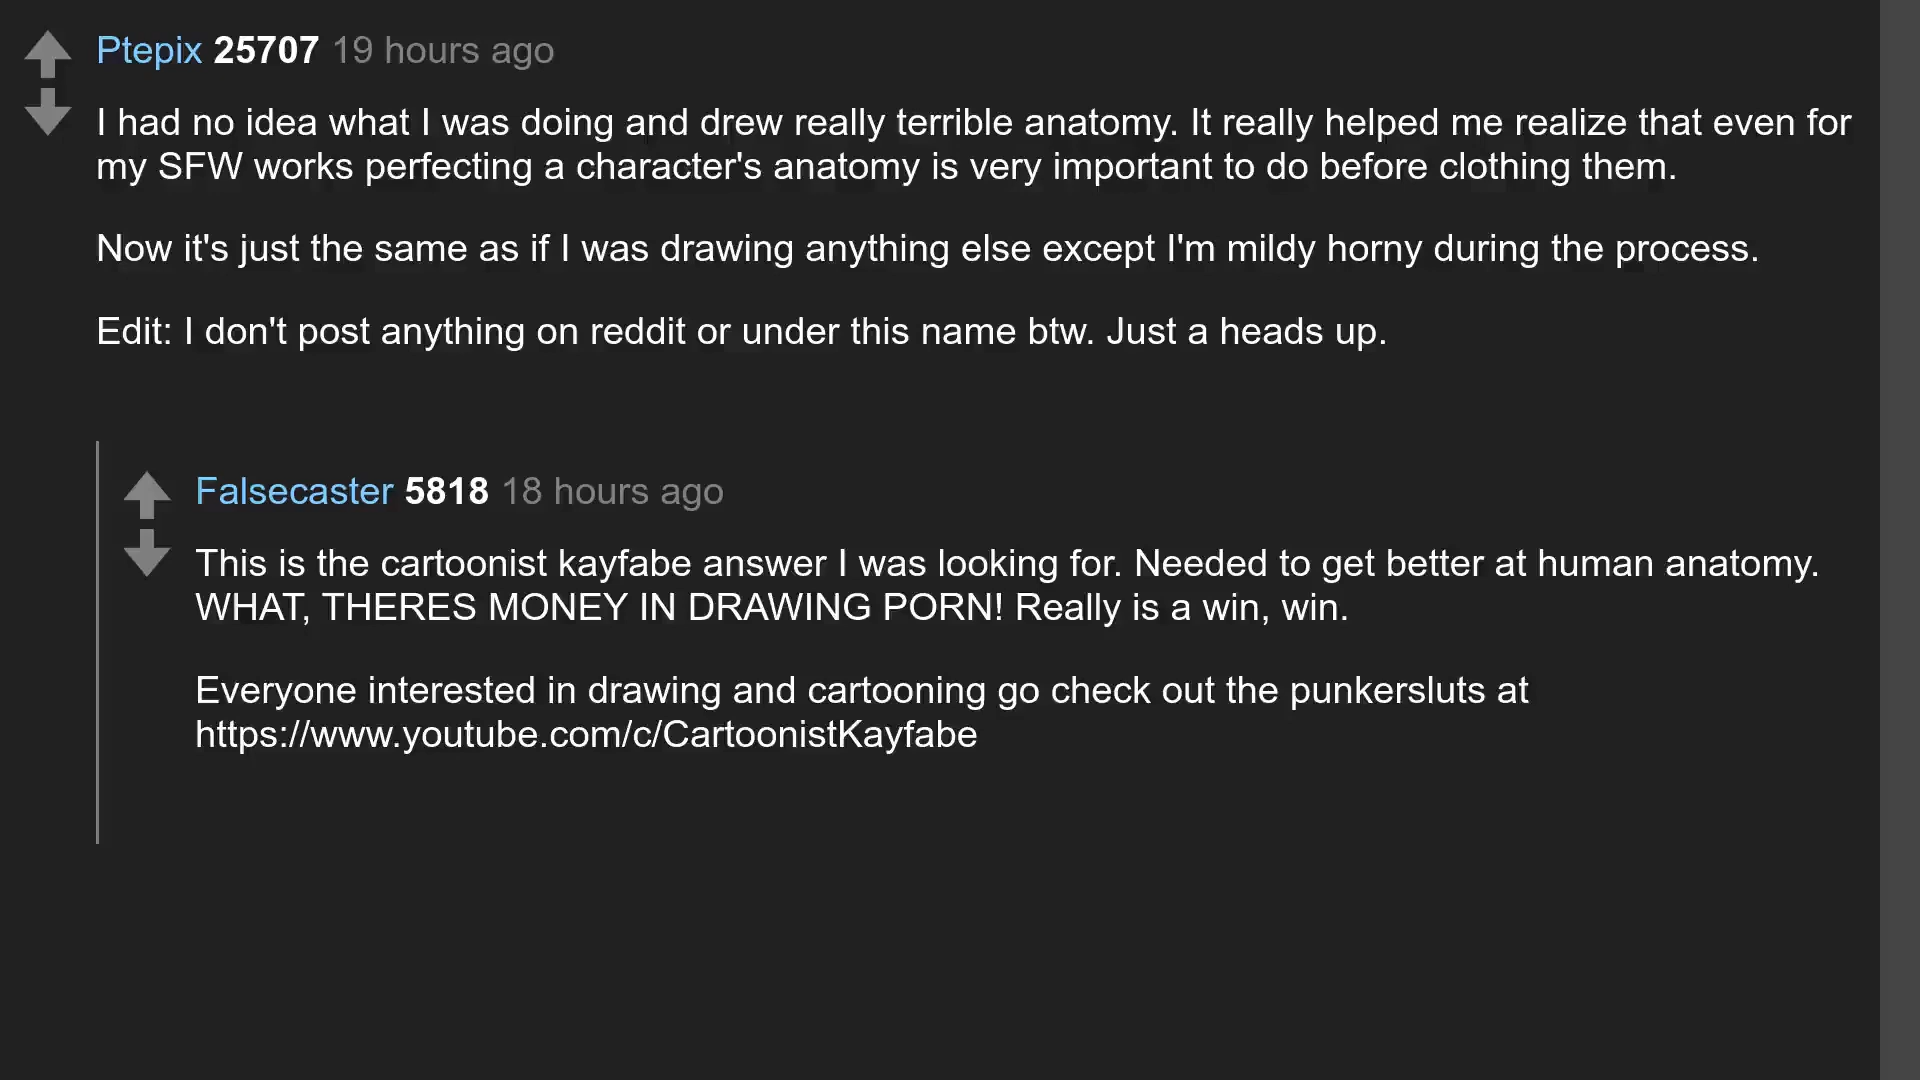 Ptepix 25707 19 hours ago
I had no idea what I was doing and drew really terrible anatomy. It really helped me realize that even for
my SFW works perfecting a character's anatomy is very important to do before clothing them.
Now it's just the same as if I was drawing anything else except I'm mildy horny during the process.
Edit: I don't post anything on reddit or under this name btw. Just a heads up.
Falsecaster 5818 18 hours ago
This is the cartoonist kayfabe answer I was looking for. Needed to get better at human anatomy.
WHAT, THERES MONEY IN DRAWING PORN! Really is a win, win.
Everyone interested in drawing and cartooning go check out the punkersluts at
https://www.youtube.com/c/CartoonistKayfabe